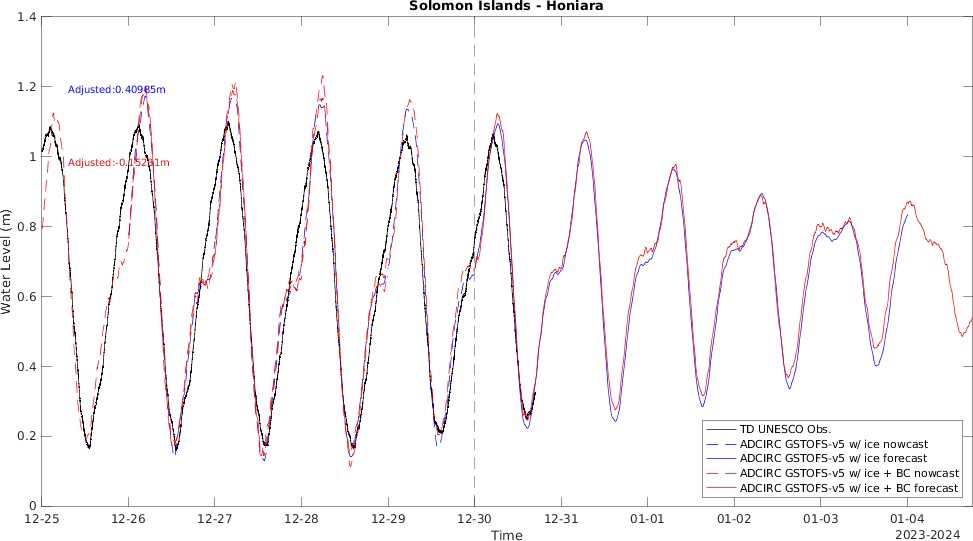 Solomon Islands - Honiara
1.4
1.2
1
0.8
0.6
0.4
0.2
0
Water Level (m)
Adjusted:0.40985m
Adjusted:-0.15231m
TD UNESCO Obs.
ADCIRC GSTOFS-v5 w/ ice nowcast
ADCIRC GSTOFS-v5 w/ ice forecast
ADCIRC GSTOFS-v5 w/ ice + BC nowcast
ADCIRC GSTOFS-v5 w/ ice + BC forecast
12-25 12-26 12-27 12-28 12-29 12-30 12-31 01-01 01-02 01-03 01-04
Time
2023-2024